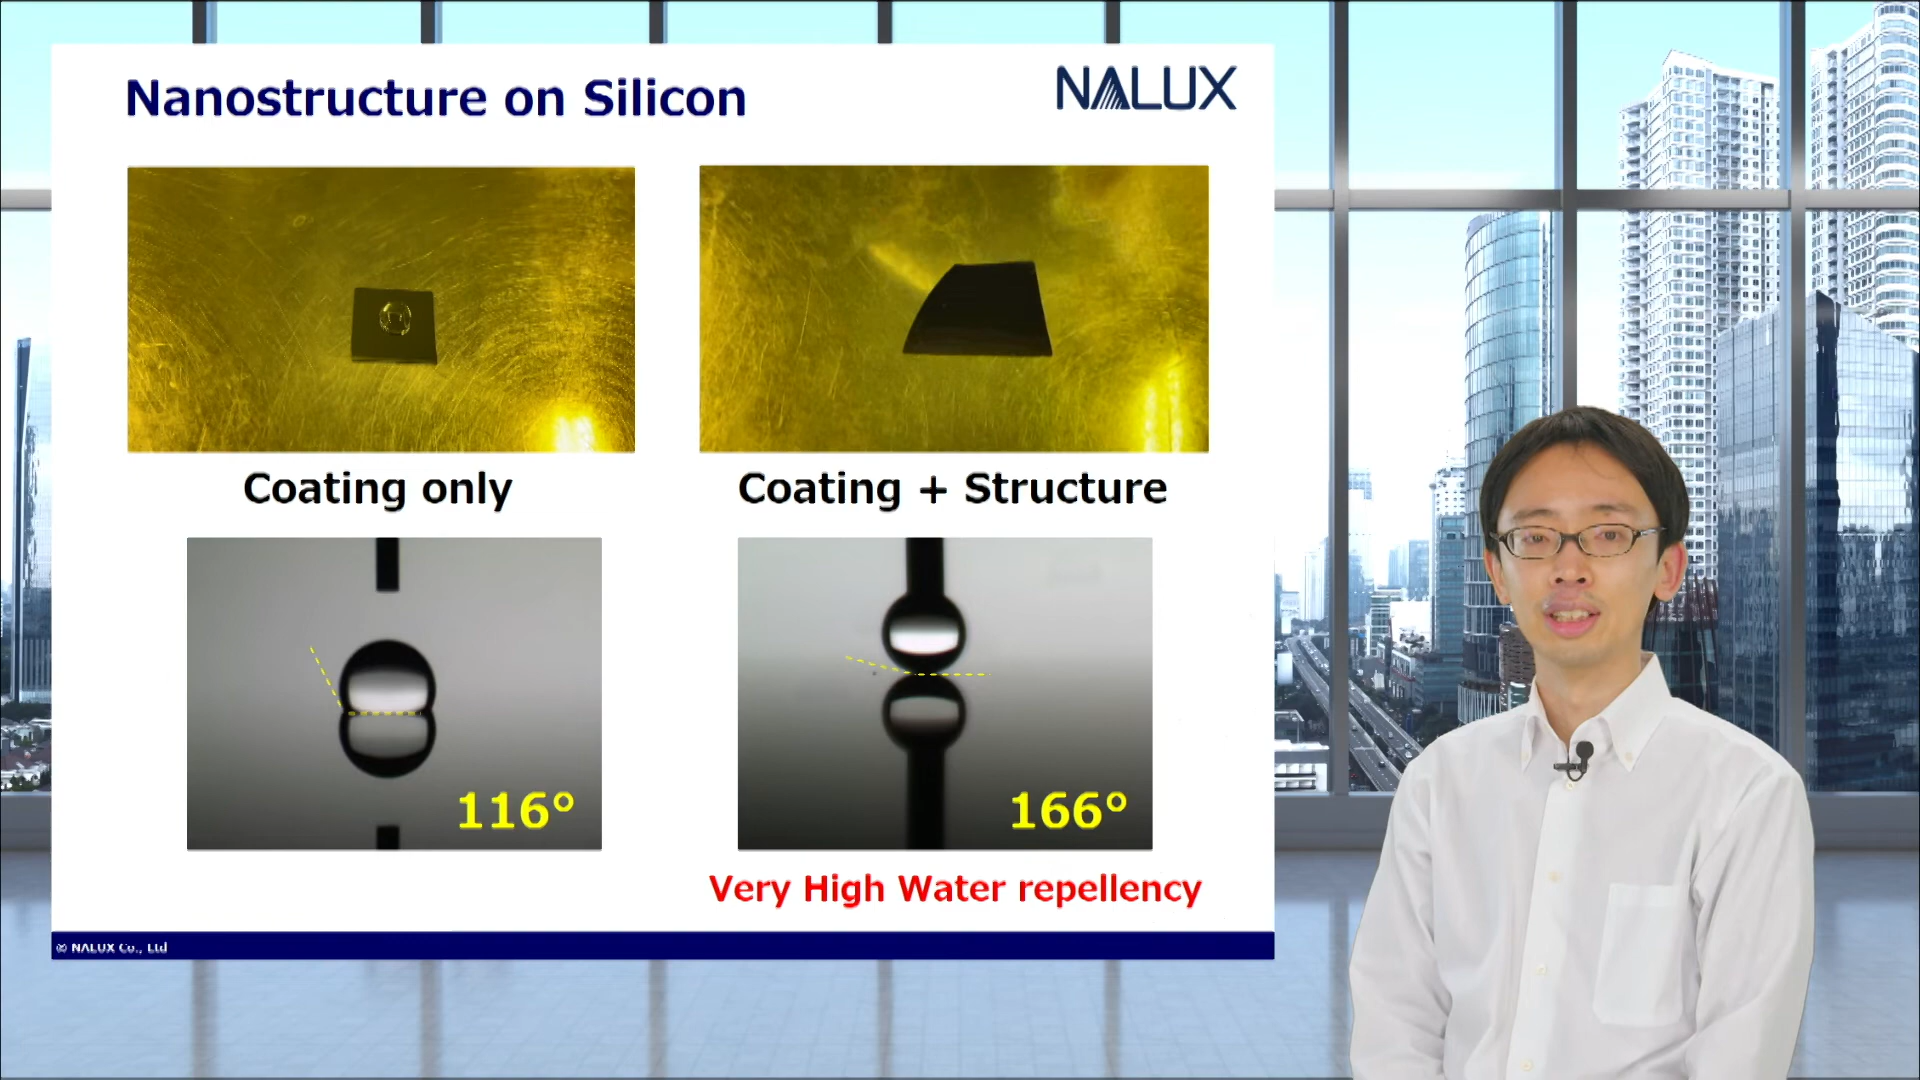 Nanostructure on Silicon
NALUX
Coating only
Coating + Structure
116°
166°
Very High Water repellency
© NALUX Co., Ltd